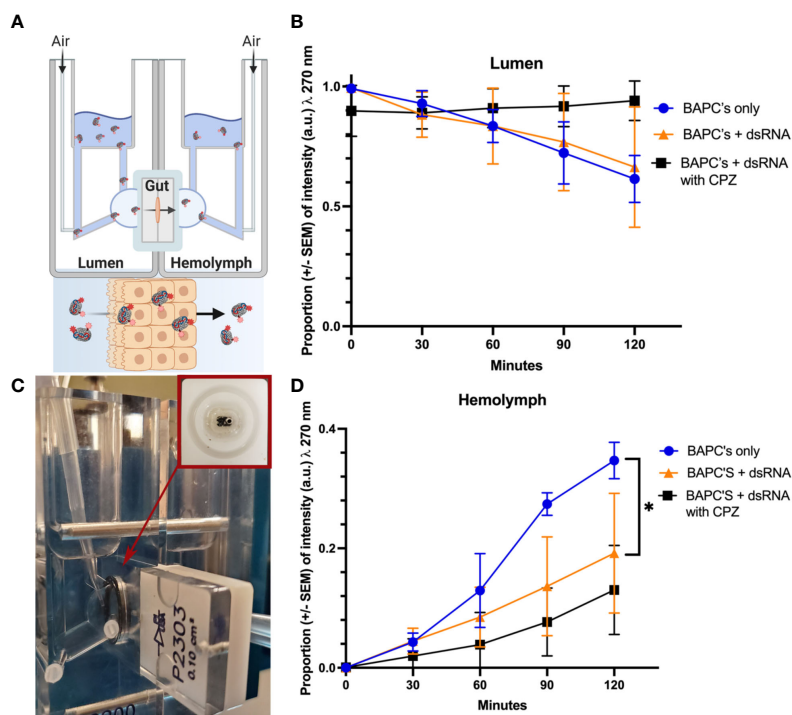 A
Air
Air
Gut
Lumen
Hemolymph
B
Lumen
Proportion (+/- SEM) of intensity (a.u.) λ 270 nm
1.0
0.5
0.0
0
30
60
90
120
Minutes
BAPC's only
BAPC's + dsRNA
BAPC's + dsRNA
with CPZ
C
P2303
0.10 cm²
D
Hemolymph
Proportion (+/- SEM) of intensity (a.u.) λ 270 nm
0.4
0.2
0.0
0
30
60
90
120
Minutes
BAPC's only
BAPC'S + dsRNA
BAPC'S + dsRNA
with CPZ
*